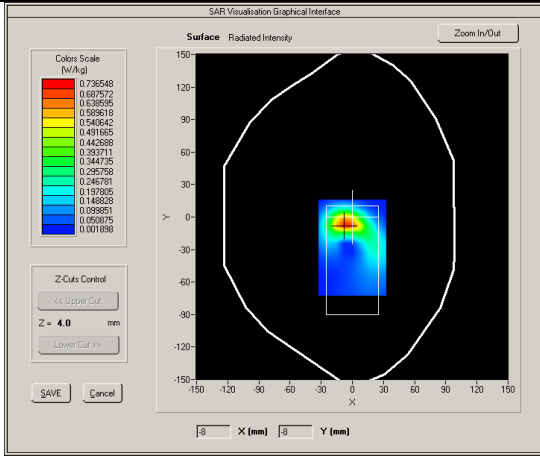 SAR Visualisation Graphical Interface
Surface Radiated Intensity
Zoom In/Out
Colors Scale
(W/kg)
0.736548
0.687572
0.638595
0.589618
0.540642
0.491665
0.442688
0.393711
0.344735
0.295758
0.246781
0.197805
0.148828
0.099851
0.050875
0.001898
150
120
90
60
30
0
-30
-60
-90
-120
-150
Y
-150 -120 -90 -60 -30 0 30 60 90 120 150
X
Z-Cuts Control
<< Upper Cut
Z = 4.0 mm
Lower Cut >>
SAVE Cancel
-8 X (mm) -8 Y (mm)